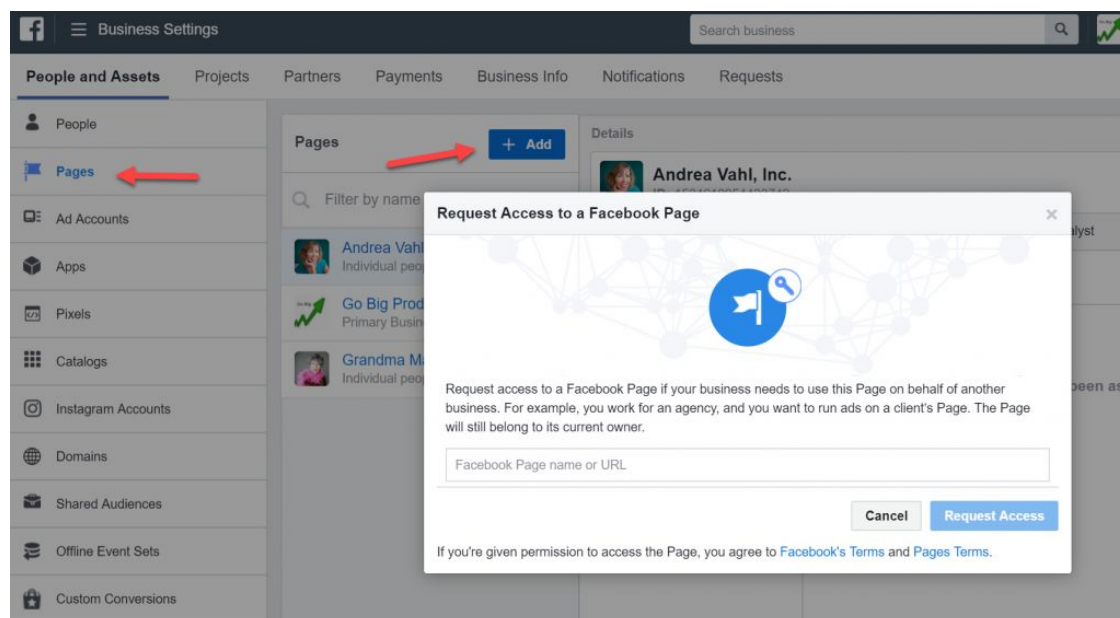 Business Settings
Search business
People and Assets
Projects
Partners
Payments
Business Info
Notifications
Requests
People
Pages
Ad Accounts
Apps
Pixels
Catalogs
Instagram Accounts
Domains
Shared Audiences
Offline Event Sets
Custom Conversions
Pages
+ Add
Filter by name
Andrea Vahl
Individual
Go Big Prod
Primary Busin
Grandma
Individual
Details
Andrea Vahl, Inc.
alyst
been as
Request Access to a Facebook Page
Request access to a Facebook Page if your business needs to use this Page on behalf of another
business. For example, you work for an agency, and you want to run ads on a client's Page. The Page
will still belong to its current owner.
Facebook Page name or URL
Cancel
Request Access
If you're given permission to access the Page, you agree to Facebook's Terms and Pages Terms.